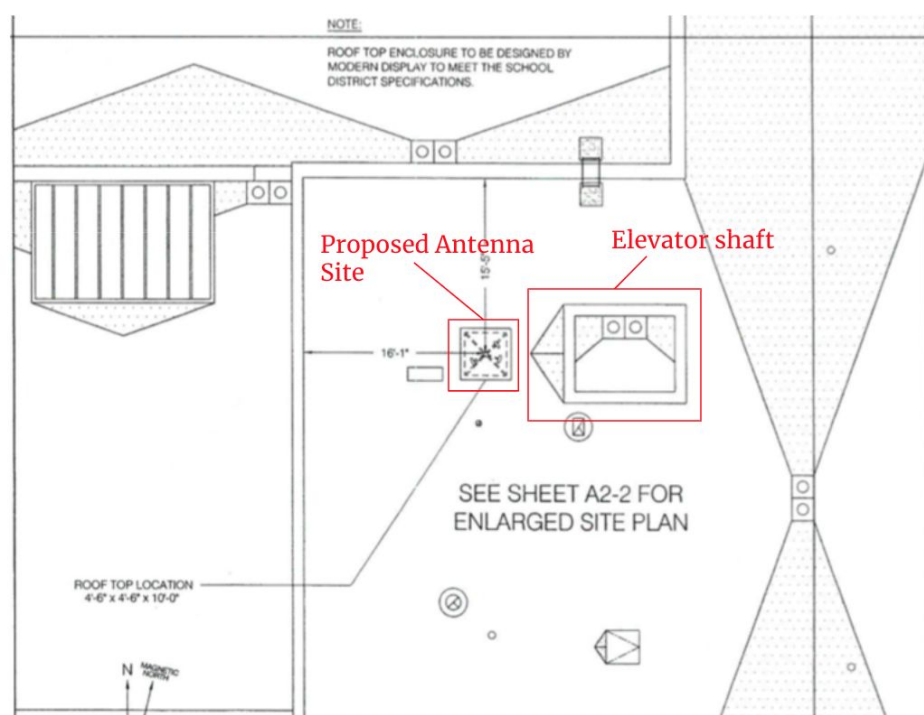 NOTE:
ROOF TOP ENCLOSURE TO BE DESIGNED BY
MODERN DISPLAY TO MEET THE SCHOOL
DISTRICT SPECIFICATIONS.
Proposed Antenna
Site
Elevator shaft
15'-5"
16'-1"
SEE SHEET A2-2 FOR
ENLARGED SITE PLAN
ROOF TOP LOCATION
4'-6" x 4'-6" x 10'-0"
N
MAGNETIC
NORTH